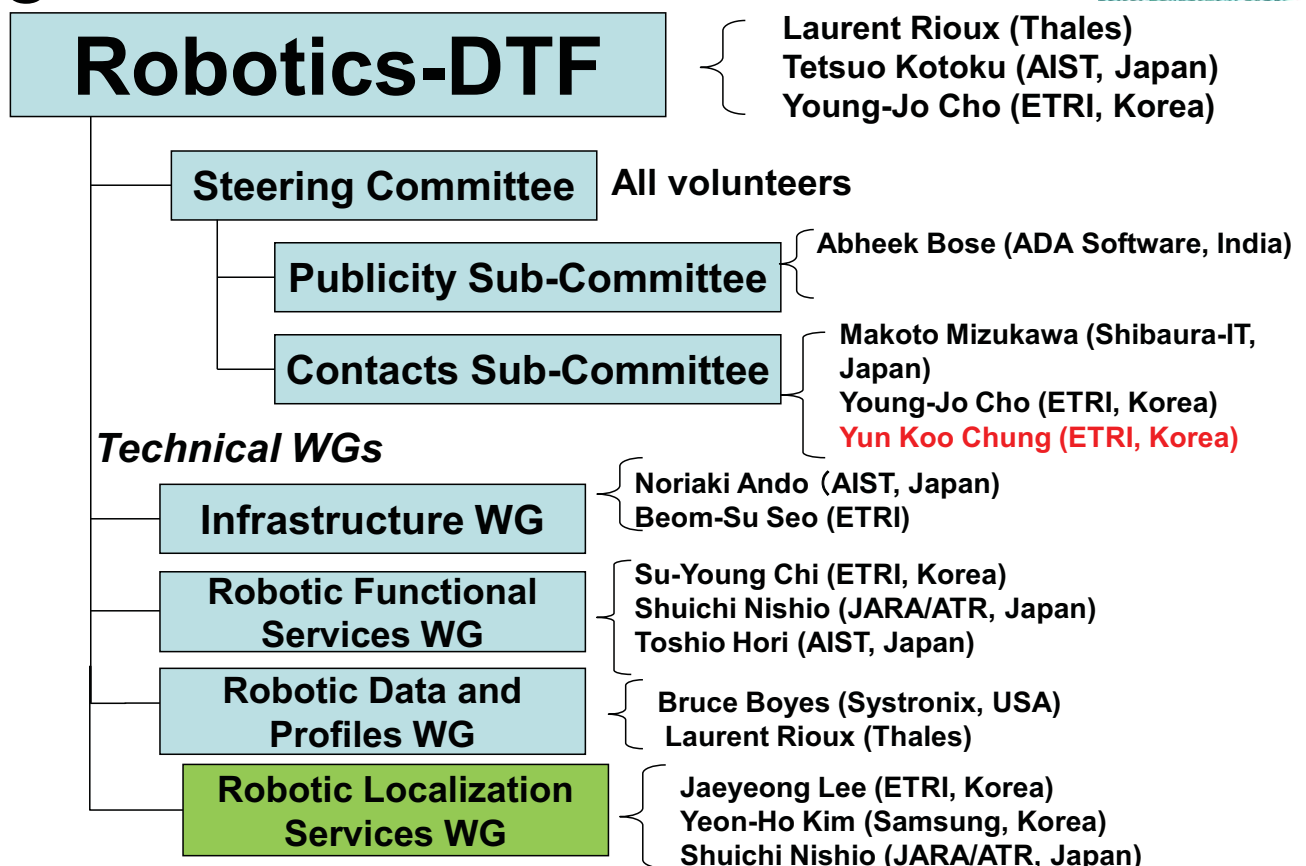 Robotics-DTF
Laurent Rioux (Thales)
Tetsuo Kotoku (AIST, Japan)
Young-Jo Cho (ETRI, Korea)
Steering Committee
All volunteers
Publicity Sub-Committee
Abheek Bose (ADA Software, India)
Contacts Sub-Committee
Makoto Mizukawa (Shibaura-IT,
Japan)
Young-Jo Cho (ETRI, Korea)
Yun Koo Chung (ETRI, Korea)
Technical WGs
Infrastructure WG
Noriaki Ando（AIST, Japan)
Beom-Su Seo (ETRI)
Robotic Functional
Services WG
Su-Young Chi (ETRI, Korea)
Shuichi Nishio (JARA/ATR, Japan)
Toshio Hori (AIST, Japan)
Robotic Data and
Profiles WG
Bruce Boyes (Systronix, USA)
Laurent Rioux (Thales)
Robotic Localization
Services WG
Jaeyeong Lee (ETRI, Korea)
Yeon-Ho Kim (Samsung, Korea)
Shuichi Nishio (JARA/ATR, Japan)